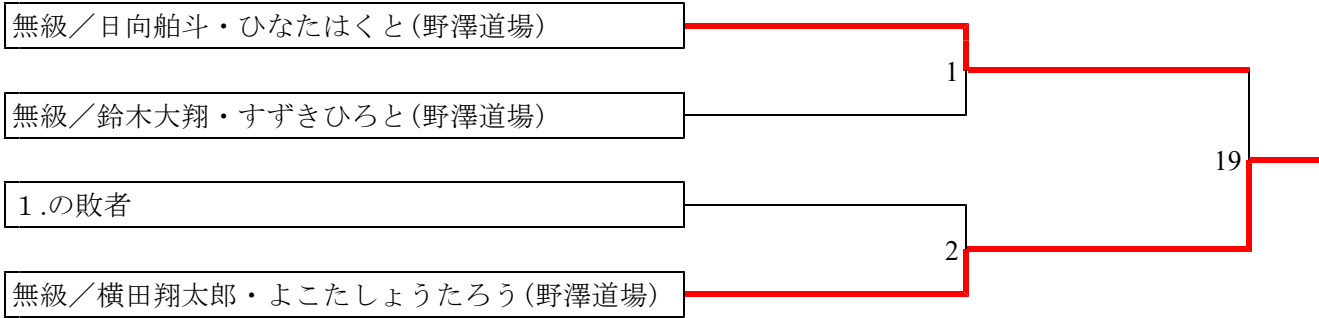 無級／日向舶斗・ひなたはくと(野澤道場)
1
無級／鈴木大翔・すずきひろと(野澤道場)
19
１.の敗者
2
無級／横田翔太郎・よこたしょうたろう(野澤道場)